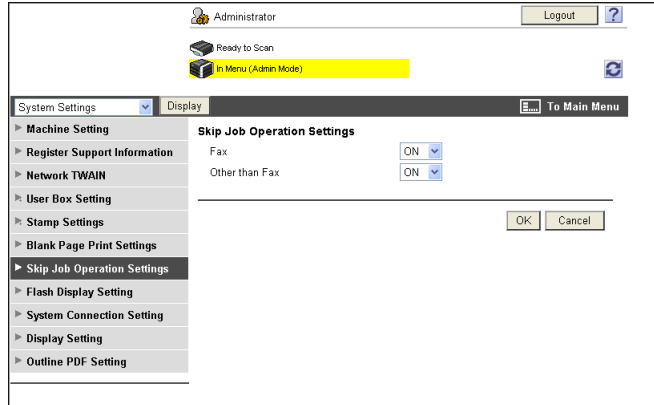 Administrator
Logout
?
Ready to Scan
In Menu (Admin Mode)
System Settings
Display
To Main Menu
Machine Setting
Register Support Information
Network TWAIN
User Box Setting
Stamp Settings
Blank Page Print Settings
Skip Job Operation Settings
Flash Display Setting
System Connection Setting
Display Setting
Outline PDF Setting
Skip Job Operation Settings
Fax ON
Other than Fax ON
OK Cancel